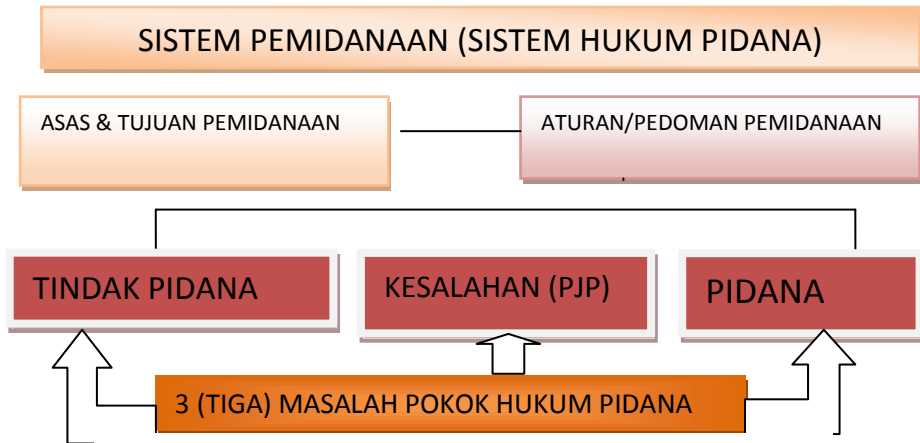 SISTEM PEMIDANAAN (SISTEM HUKUM PIDANA)
ASAS & TUJUAN PEMIDANAAN
ATURAN/PEDOMAN PEMIDANAAN
TINDAK PIDANA
KESALAHAN (PJP)
PIDANA
3 (TIGA) MASALAH POKOK HUKUM PIDANA